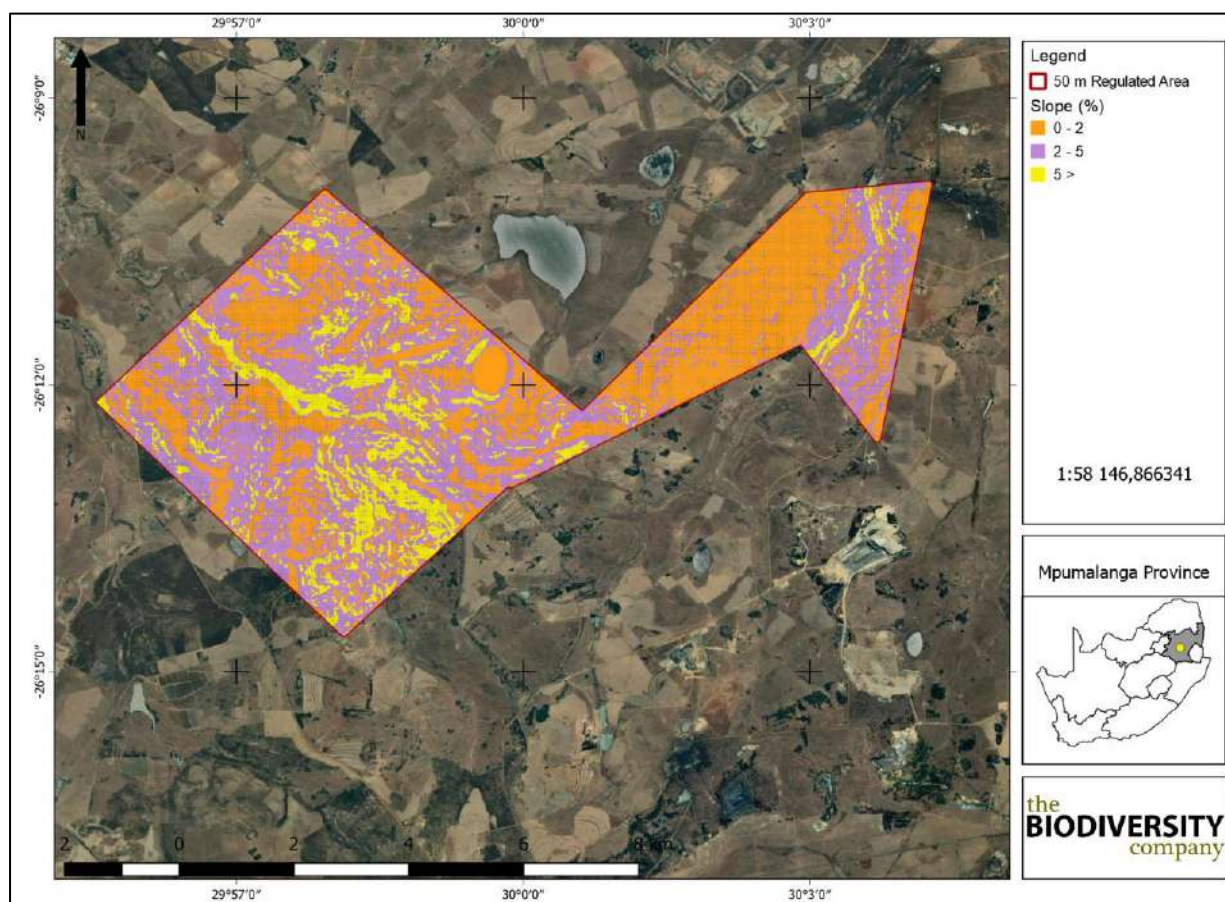 29°57'0" 30°0'0" 30°3'0"
-26°9'0"
-26°12'0"
-26°15'0"
N
2 0 2 4 6 8 km
29°57'0" 30°0'0" 30°3'0"
Legend
50 m Regulated Area
Slope (%)
0 - 2
2 - 5
5 >
1:58 146,866341
Mpumalanga Province
the
BIODIVERSITY
company